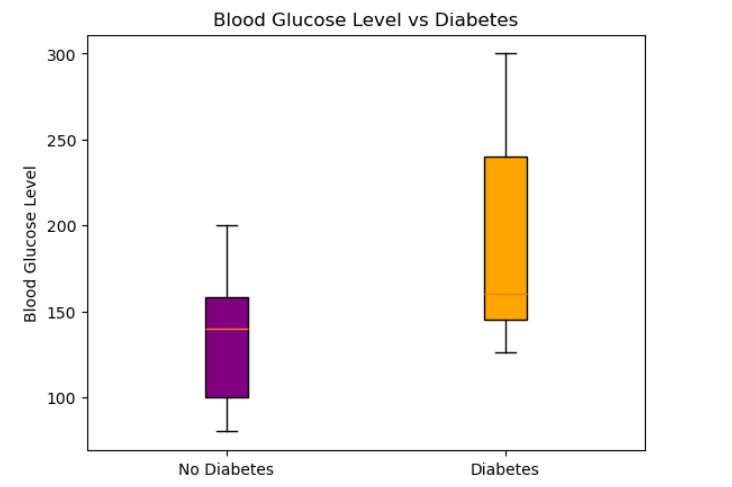 Blood Glucose Level vs Diabetes
300
250
200
150
100
Blood Glucose Level
No Diabetes
Diabetes